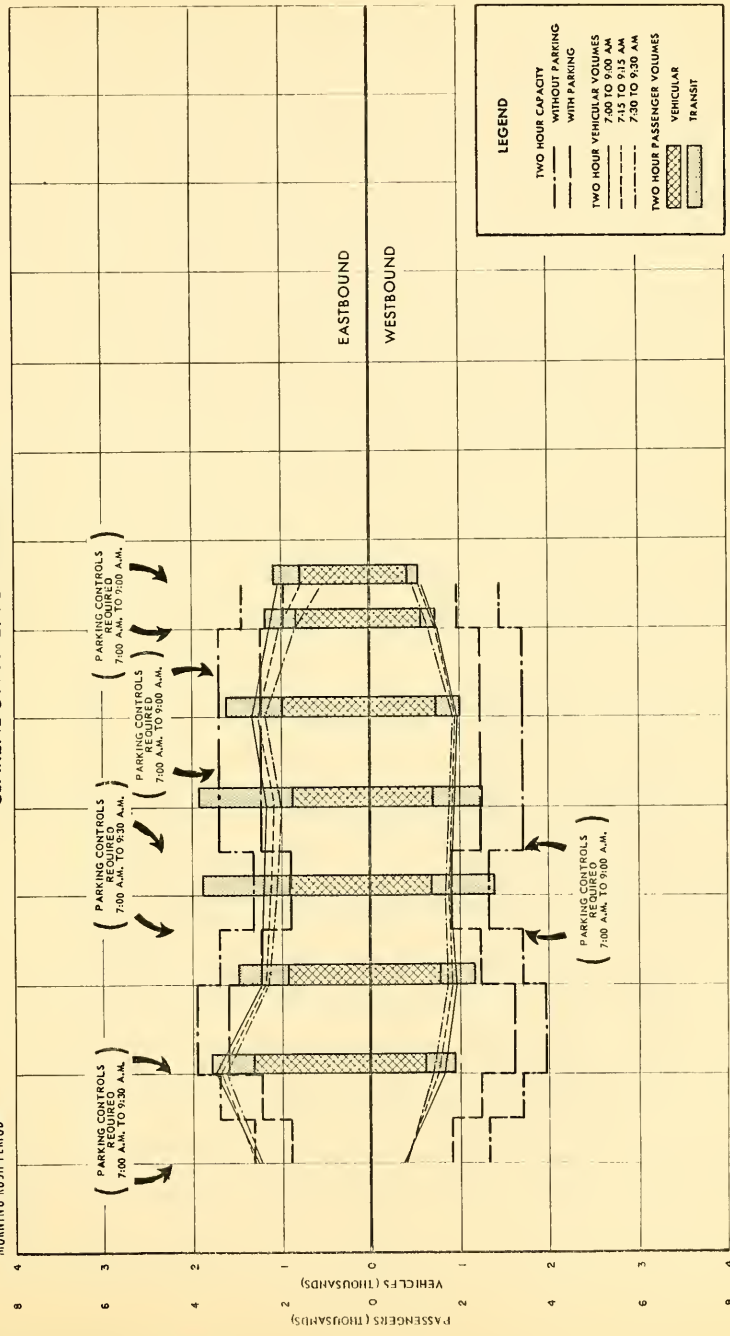 MORNING RUSH PERIOD
(PARKING CONTROLS
REQUIRED
7:00 A.M. TO 9:30 A.M.)
(PARKING CONTROLS
REQUIRED
7:00 A.M. TO 9:30 A.M.)
(PARKING CONTROLS
REQUIRED
7:00 A.M. TO 9:00 A.M.)
(PARKING CONTROLS
REQUIRED
7:00 A.M. TO 9:00 A.M.)
(PARKING CONTROLS
REQUIRED
7:00 A.M. TO 9:00 A.M.)
PASSENGERS (THOUSANDS)
VEHICLES (THOUSANDS)
8 4
6 3
4 2
2 1
0 0
2 1
4 2
6 3
8 4
EASTBOUND
WESTBOUND
LEGEND
TWO HOUR CAPACITY
WITHOUT PARKING
WITH PARKING
TWO HOUR VEHICULAR VOLUMES
7:00 TO 9:00 AM
7:15 TO 9:15 AM
7:30 TO 9:30 AM
TWO HOUR PASSENGER VOLUMES
VEHICULAR
TRANSIT